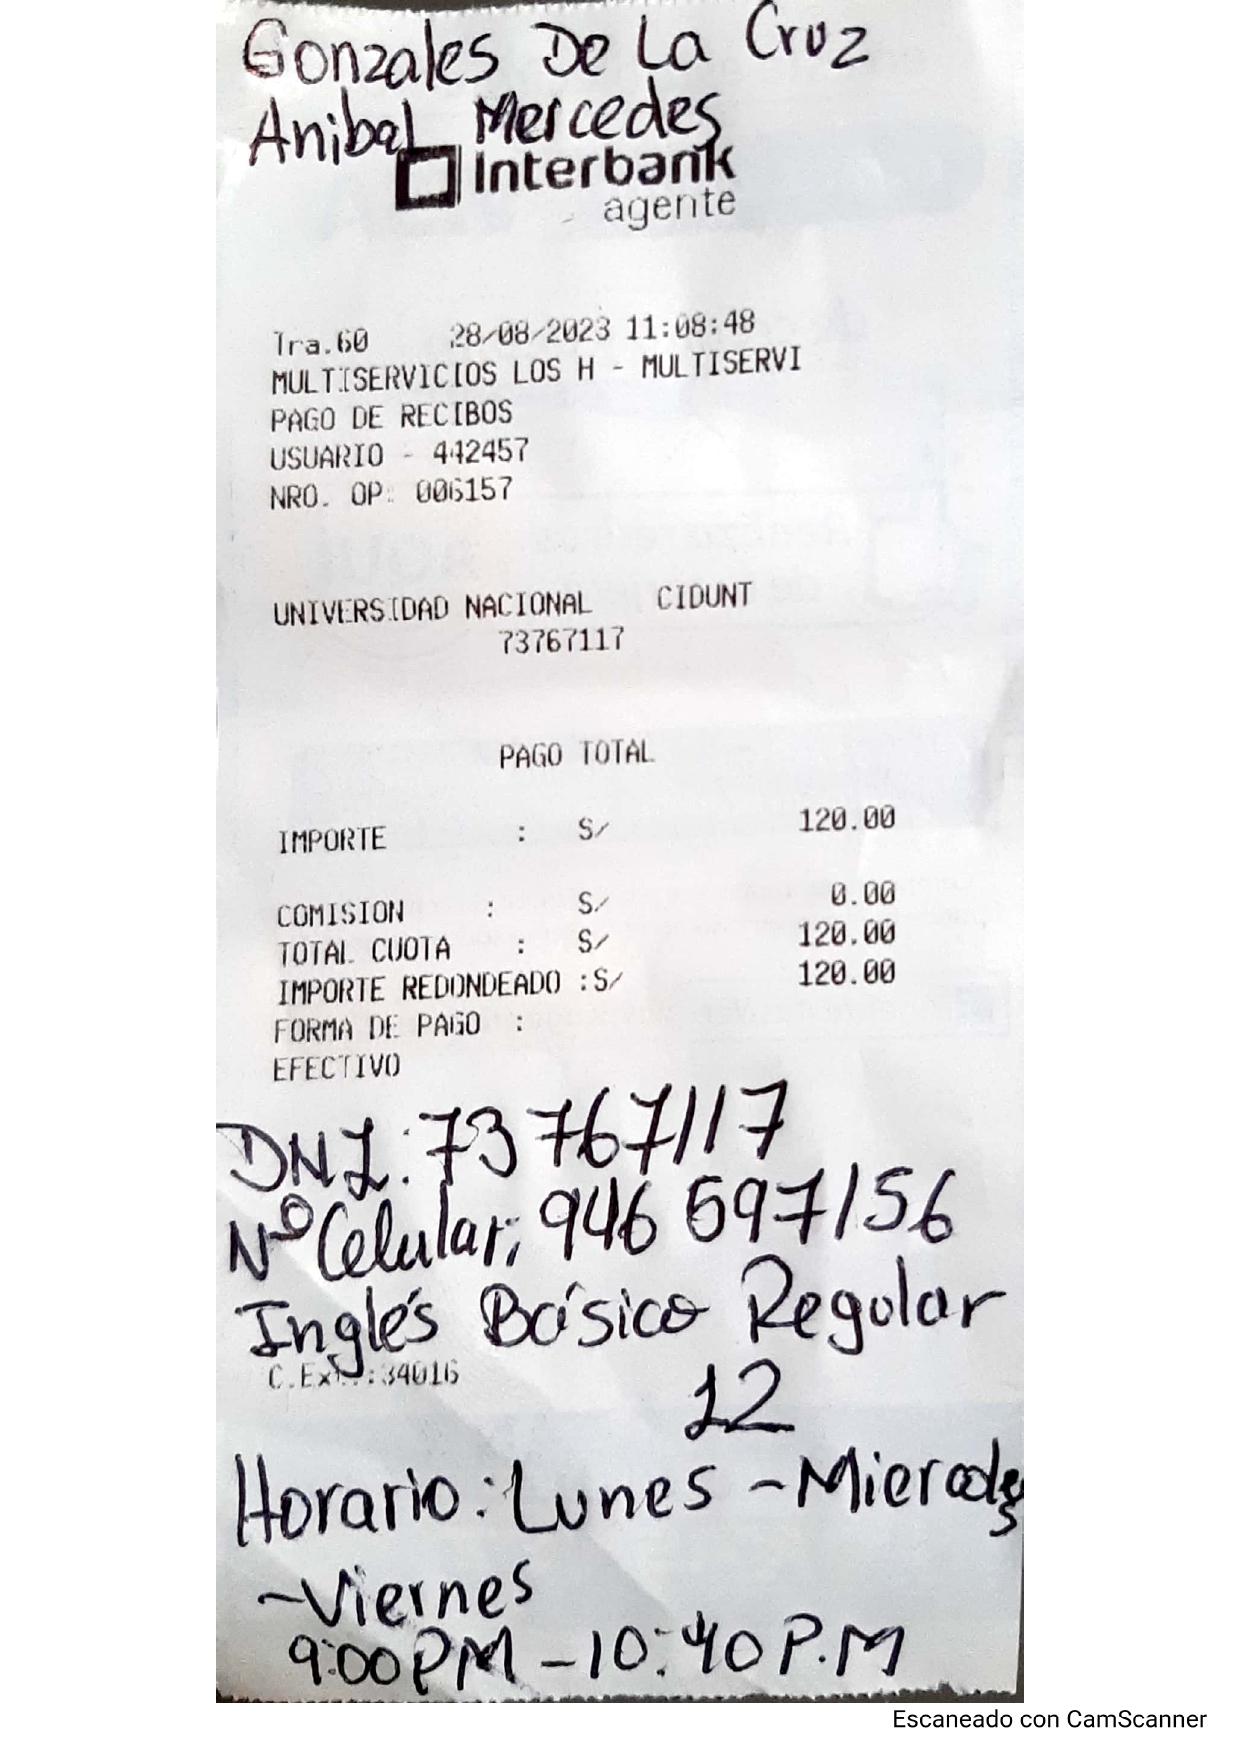 Gonzales De La Cruz
Anibal Mercedes
Interbank
agente
Tra.60 28/08/2023 11:08:48
MULTISERVICIOS LOS H - MULTISERVI
PAGO DE RECIBOS
USUARIO - 442457
NRO. OP: 006157
UNIVERSIDAD NACIONAL CIDUNT
73767117
PAGO TOTAL
IMPORTE : S/ 120.00
COMISION : S/ 0.00
TOTAL CUOTA : S/ 120.00
IMPORTE REDONDEADO :S/ 120.00
FORMA DE PAGO :
EFECTIVO
DNI: 73767117
Nº Celular; 946 597156
Inglés Básico Regular
C.Ext.:34016
12
Horario: Lunes - Miercoles
-Viernes
9:00PM - 10:40 P.M
Escaneado con CamScanner